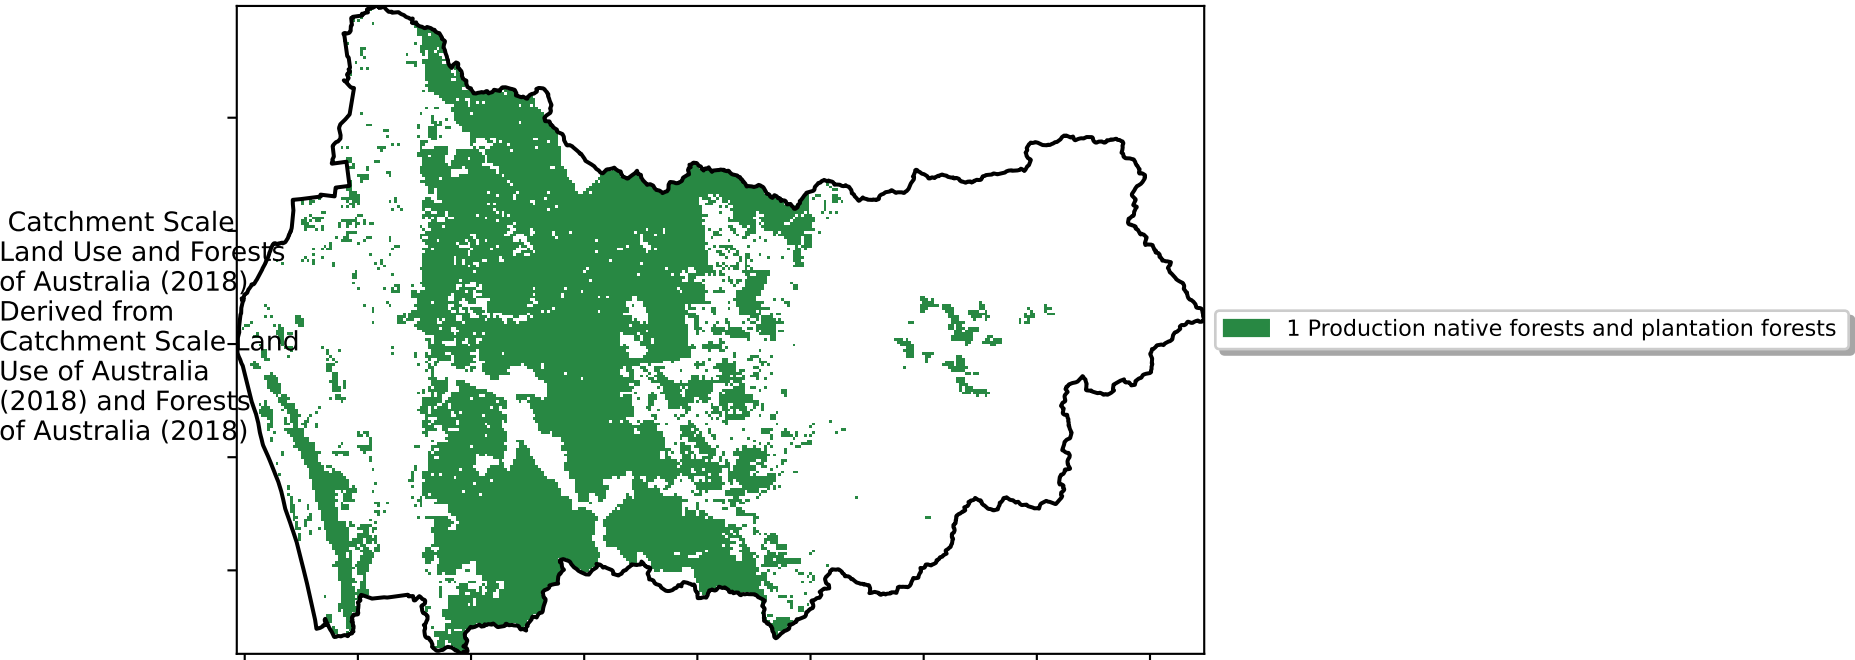 Catchment Scale
Land Use and Forests
of Australia (2018)
Derived from
Catchment Scale Land
Use of Australia
(2018) and Forests
of Australia (2018)
1 Production native forests and plantation forests